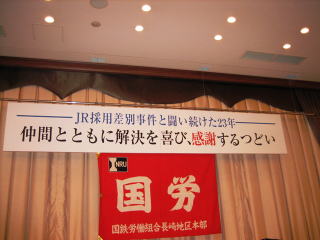 JR採用差別事件と闘い続けた23年
仲間とともに解決を喜び、感謝するつどい
NRU
国労
国鉄労働組合長崎地区本部